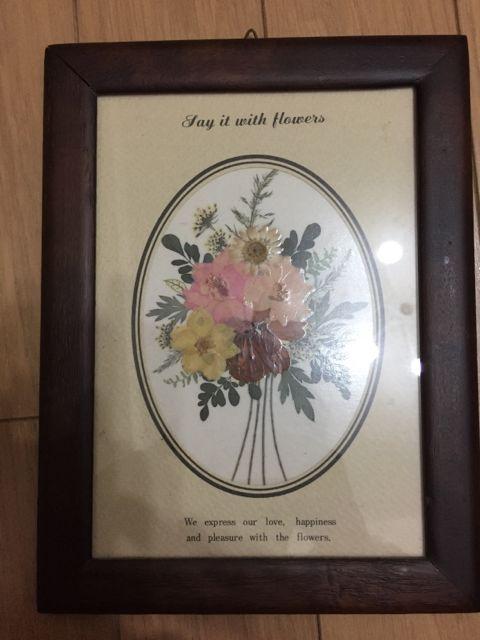 Say it with flowers
We express our love, happiness
and pleasure with the flowers.